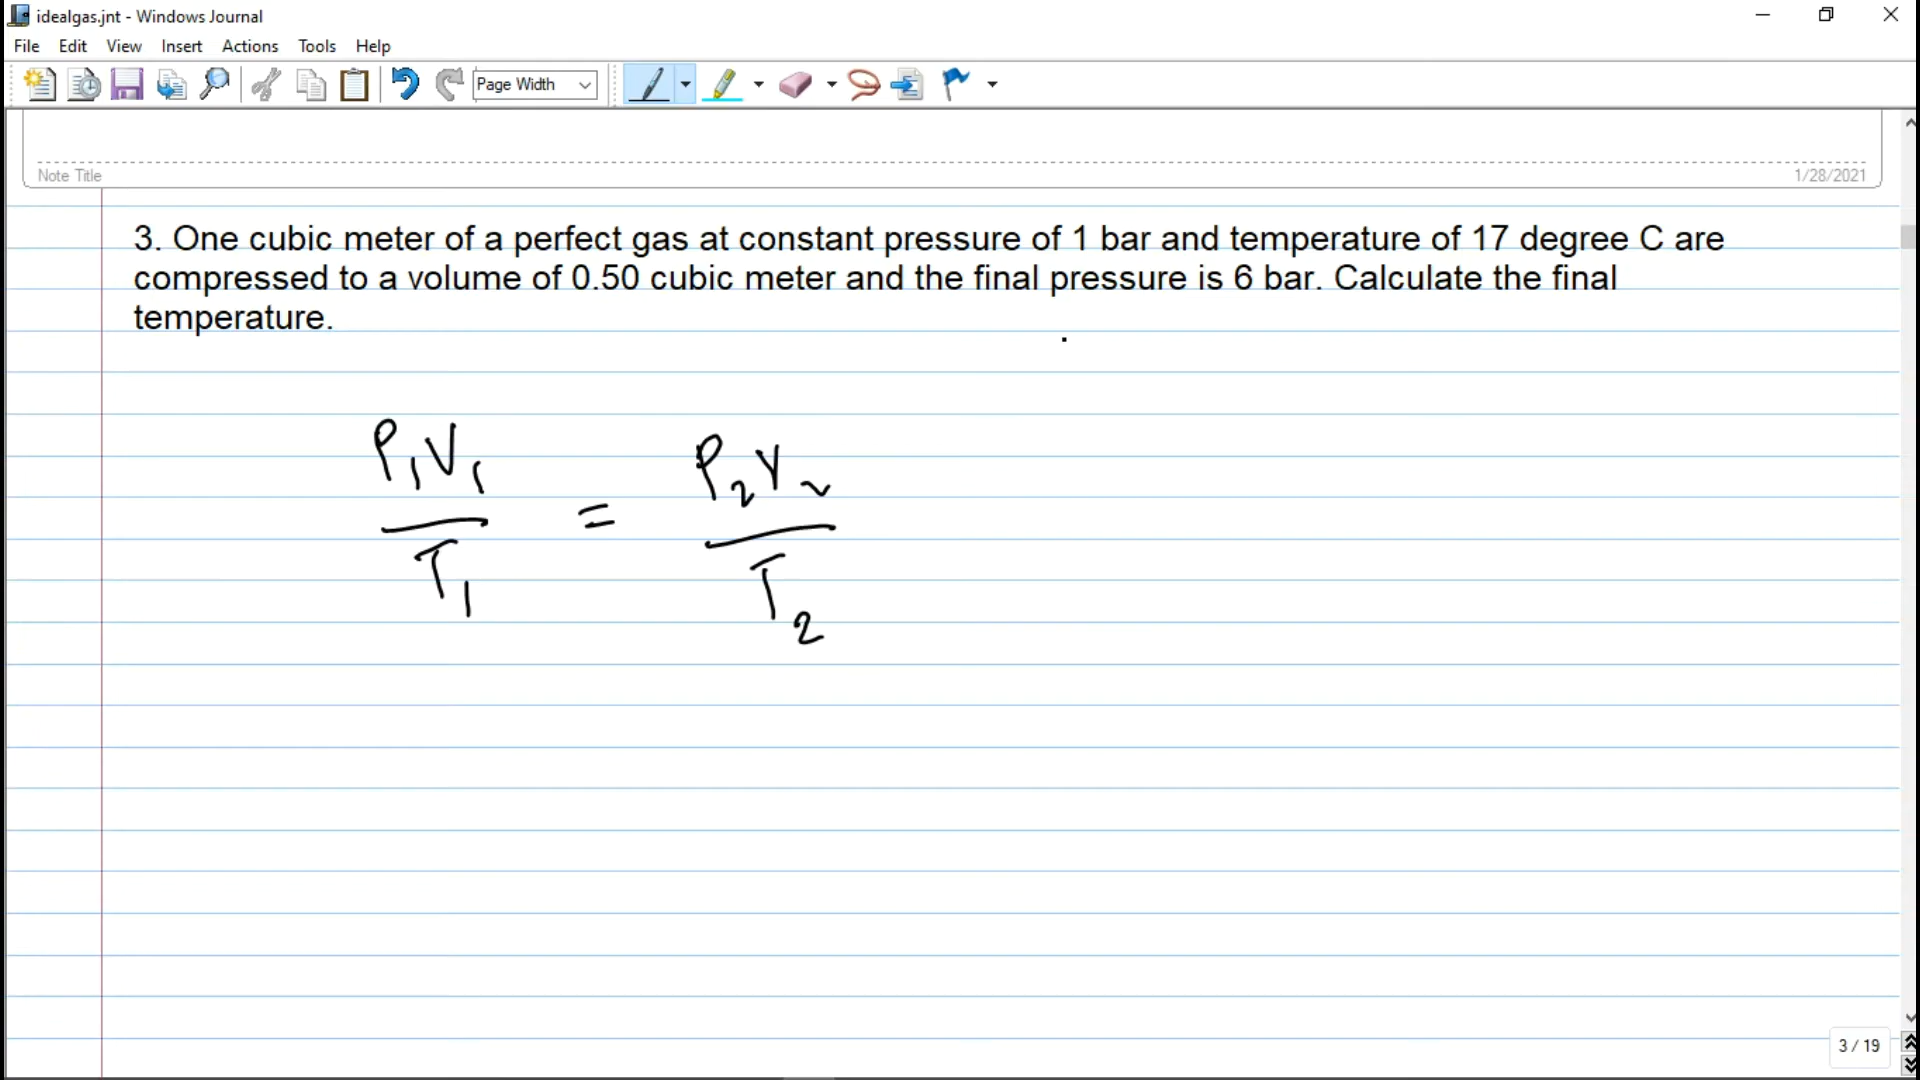 idealgas.jnt - Windows Journal
File Edit View Insert Actions Tools Help
Page Width
Note Title
1/28/2021
3. One cubic meter of a perfect gas at constant pressure of 1 bar and temperature of 17 degree C are
compressed to a volume of 0.50 cubic meter and the final pressure is 6 bar. Calculate the final
temperature.
P₁V₁ = P₂V₂
T₁ T₂
3 / 19